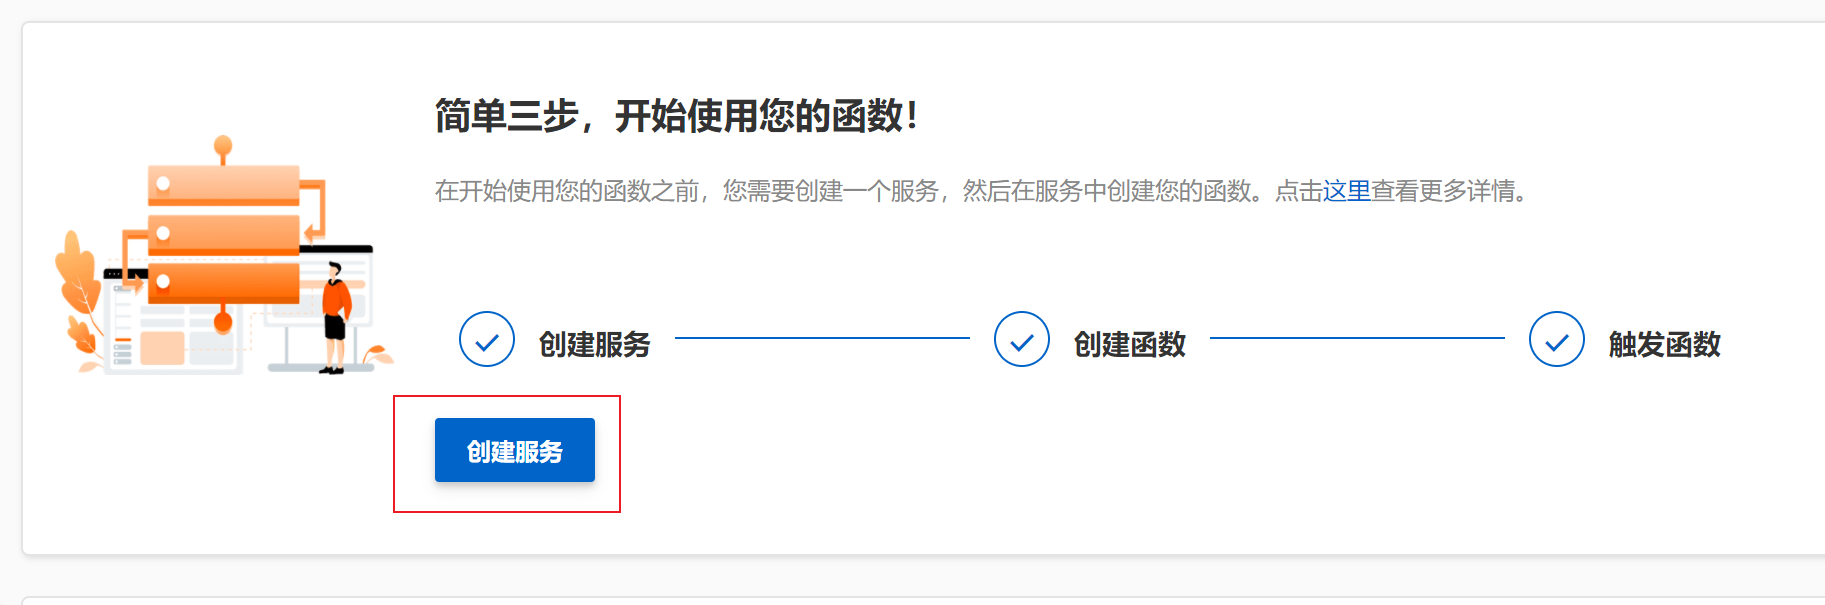 简单三步，开始使用您的函数！
在开始使用您的函数之前，您需要创建一个服务，然后在服务中创建您的函数。点击这里查看更多详情。
创建服务
创建函数
触发函数
创建服务